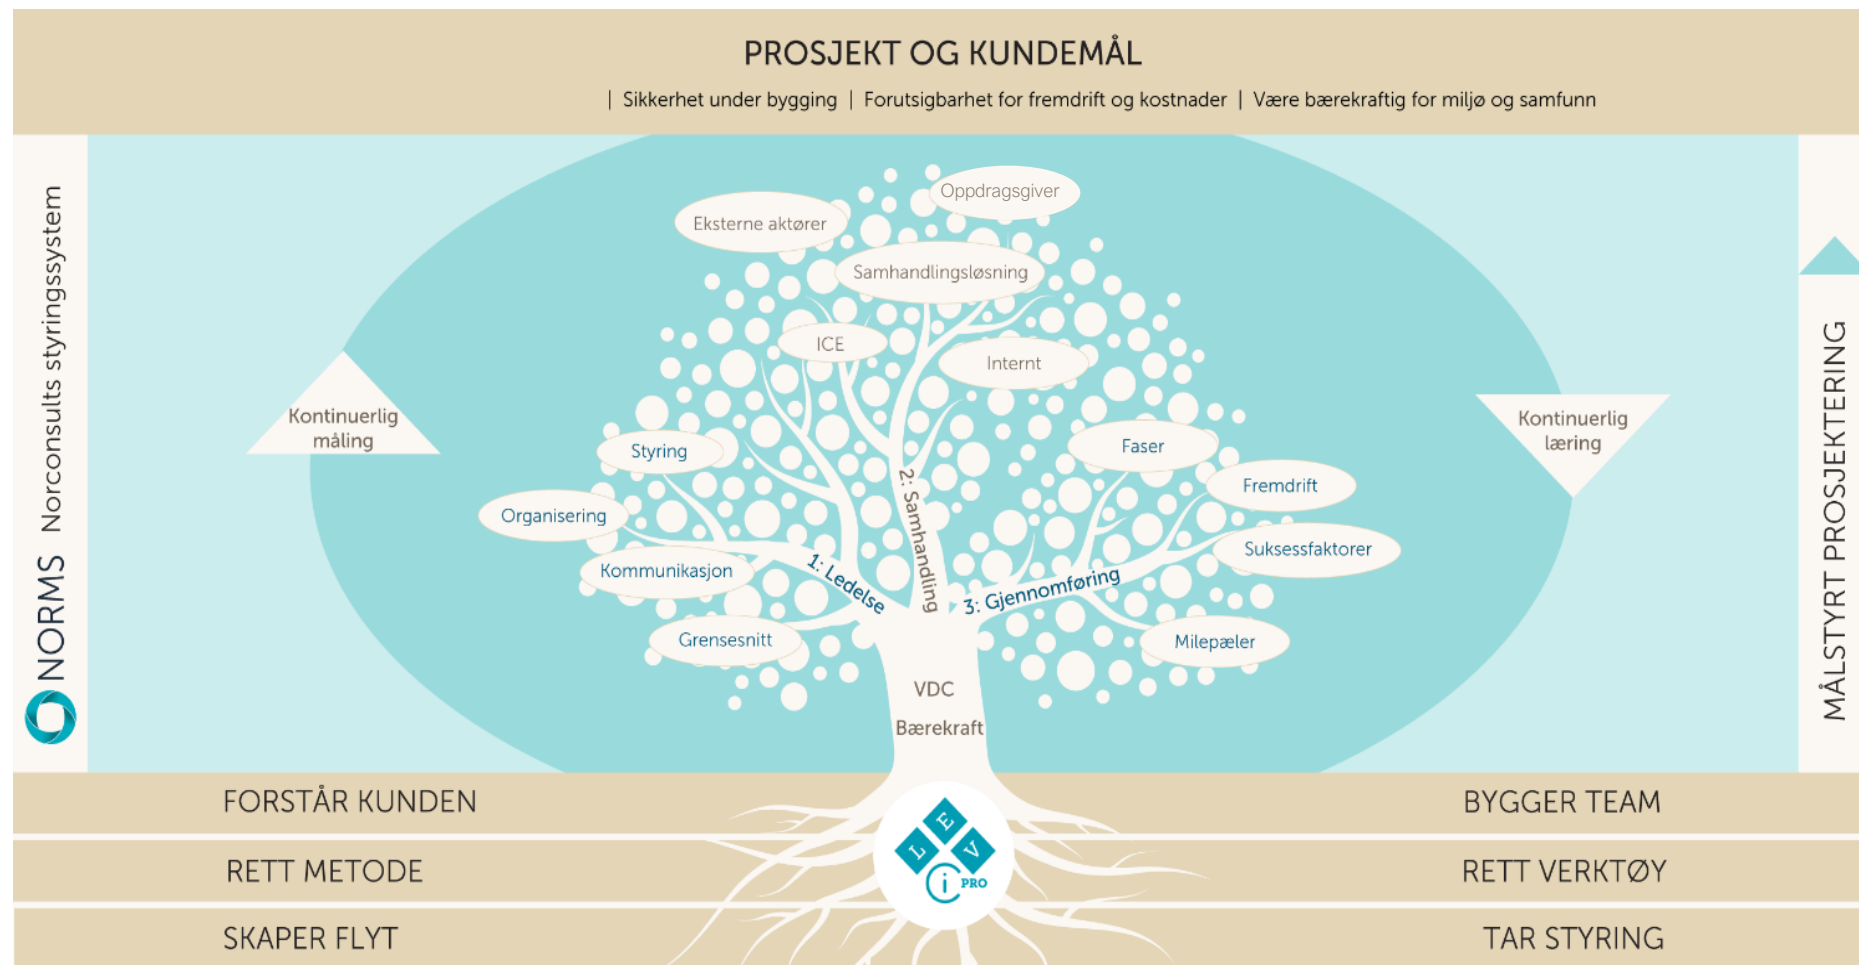 PROSJEKT OG KUNDEMÅL
| Sikkerhet under bygging | Forutsigbarhet for fremdrift og kostnader | Være bærekraftig for miljø og samfunn
NORMS Norconsults styringssystem
MÅLSTYRT PROSJEKTERING
Kontinuerlig
måling
Kontinuerlig
læring
Oppdragsgiver
Eksterne aktører
Samhandlingsløsning
ICE
Internt
Styring
Organisering
Kommunikasjon
Grensesnitt
Faser
Fremdrift
Suksessfaktorer
Milepæler
1: Ledelse
2: Samhandling
3: Gjennomføring
VDC
Bærekraft
L E V
i PRO
FORSTÅR KUNDEN
BYGGER TEAM
RETT METODE
RETT VERKTØY
SKAPER FLYT
TAR STYRING